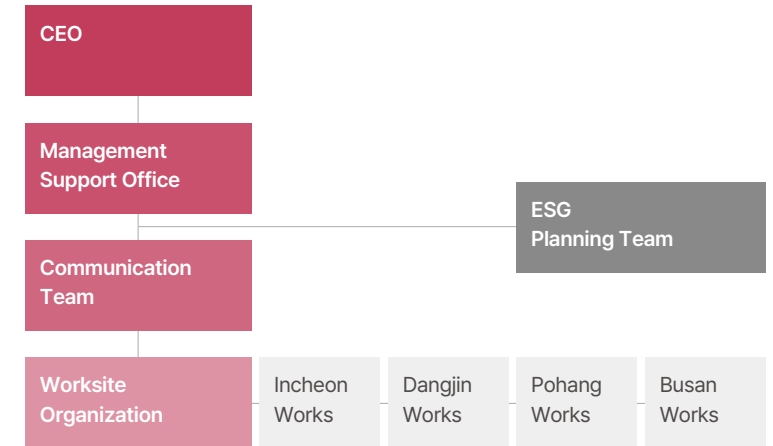 CEO
Management
Support Office
ESG
Planning Team
Communication
Team
Worksite
Organization
Incheon
Works
Dangjin
Works
Pohang
Works
Busan
Works